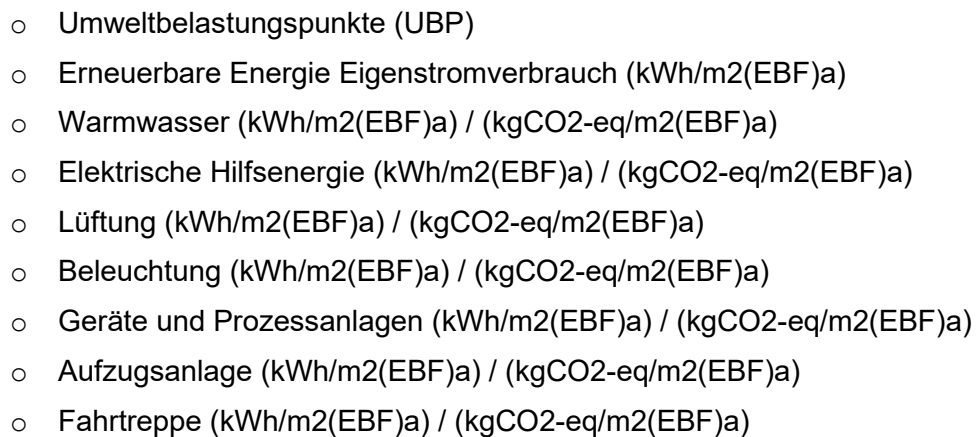 o Umweltbelastungspunkte (UBP)
o Erneuerbare Energie Eigenstromverbrauch (kWh/m2(EBF)a)
o Warmwasser (kWh/m2(EBF)a) / (kgCO2-eq/m2(EBF)a)
o Elektrische Hilfsenergie (kWh/m2(EBF)a) / (kgCO2-eq/m2(EBF)a)
o Lüftung (kWh/m2(EBF)a) / (kgCO2-eq/m2(EBF)a)
o Beleuchtung (kWh/m2(EBF)a) / (kgCO2-eq/m2(EBF)a)
o Geräte und Prozessanlagen (kWh/m2(EBF)a) / (kgCO2-eq/m2(EBF)a)
o Aufzugsanlage (kWh/m2(EBF)a) / (kgCO2-eq/m2(EBF)a)
o Fahrtreppe (kWh/m2(EBF)a) / (kgCO2-eq/m2(EBF)a)